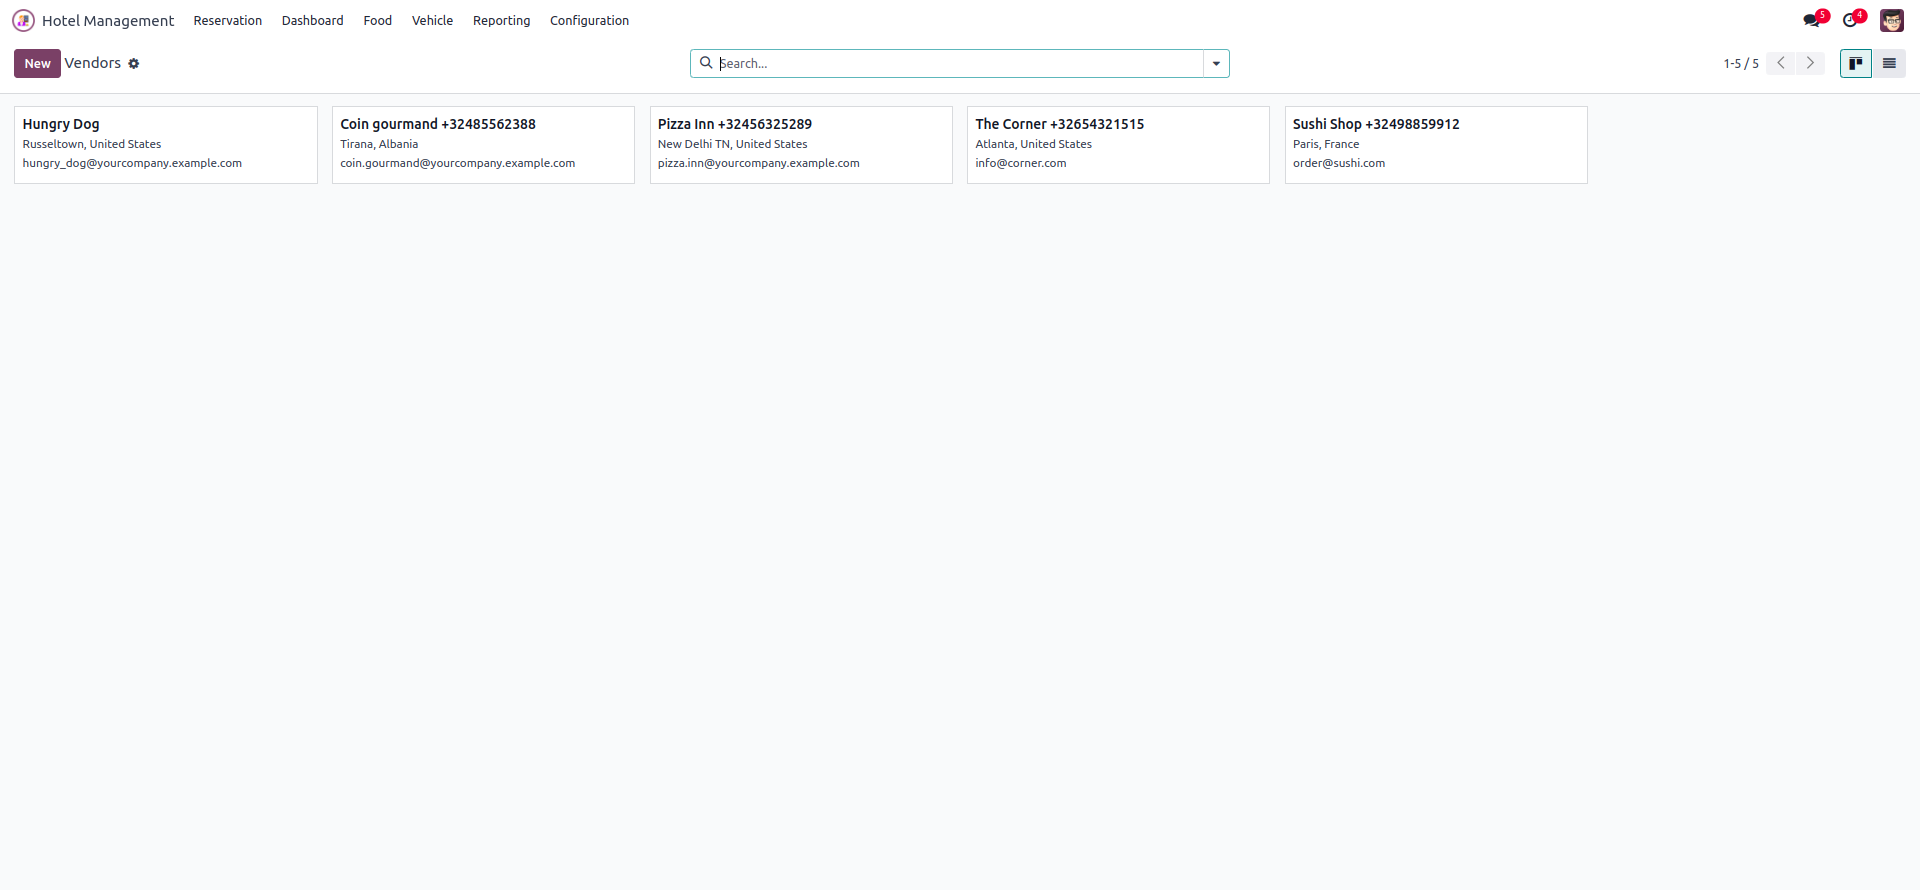 Hotel Management Reservation Dashboard Food Vehicle Reporting Configuration 5 4
New Vendors Search... 1-5 / 5
Hungry Dog
Russeltown, United States
hungry_dog@yourcompany.example.com
Coin gourmand +32485562388
Tirana, Albania
coin.gourmand@yourcompany.example.com
Pizza Inn +32456325289
New Delhi TN, United States
pizza.inn@yourcompany.example.com
The Corner +32654321515
Atlanta, United States
info@corner.com
Sushi Shop +32498859912
Paris, France
order@sushi.com